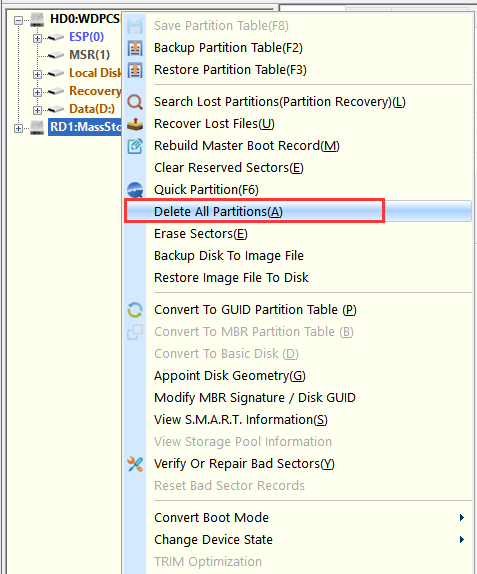 HD0:WDPCS
ESP(0)
MSR(1)
Local Disk
Recovery
Data(D:)
RD1:MassSto
Save Partition Table(F8)
Backup Partition Table(F2)
Restore Partition Table(F3)
Search Lost Partitions(Partition Recovery)(L)
Recover Lost Files(U)
Rebuild Master Boot Record(M)
Clear Reserved Sectors(E)
Quick Partition(F6)
Delete All Partitions(A)
Erase Sectors(E)
Backup Disk To Image File
Restore Image File To Disk
Convert To GUID Partition Table (P)
Convert To MBR Partition Table (B)
Convert To Basic Disk (D)
Appoint Disk Geometry(G)
Modify MBR Signature / Disk GUID
View S.M.A.R.T. Information(S)
View Storage Pool Information
Verify Or Repair Bad Sectors(Y)
Reset Bad Sector Records
Convert Boot Mode
Change Device State
TRIM Optimization